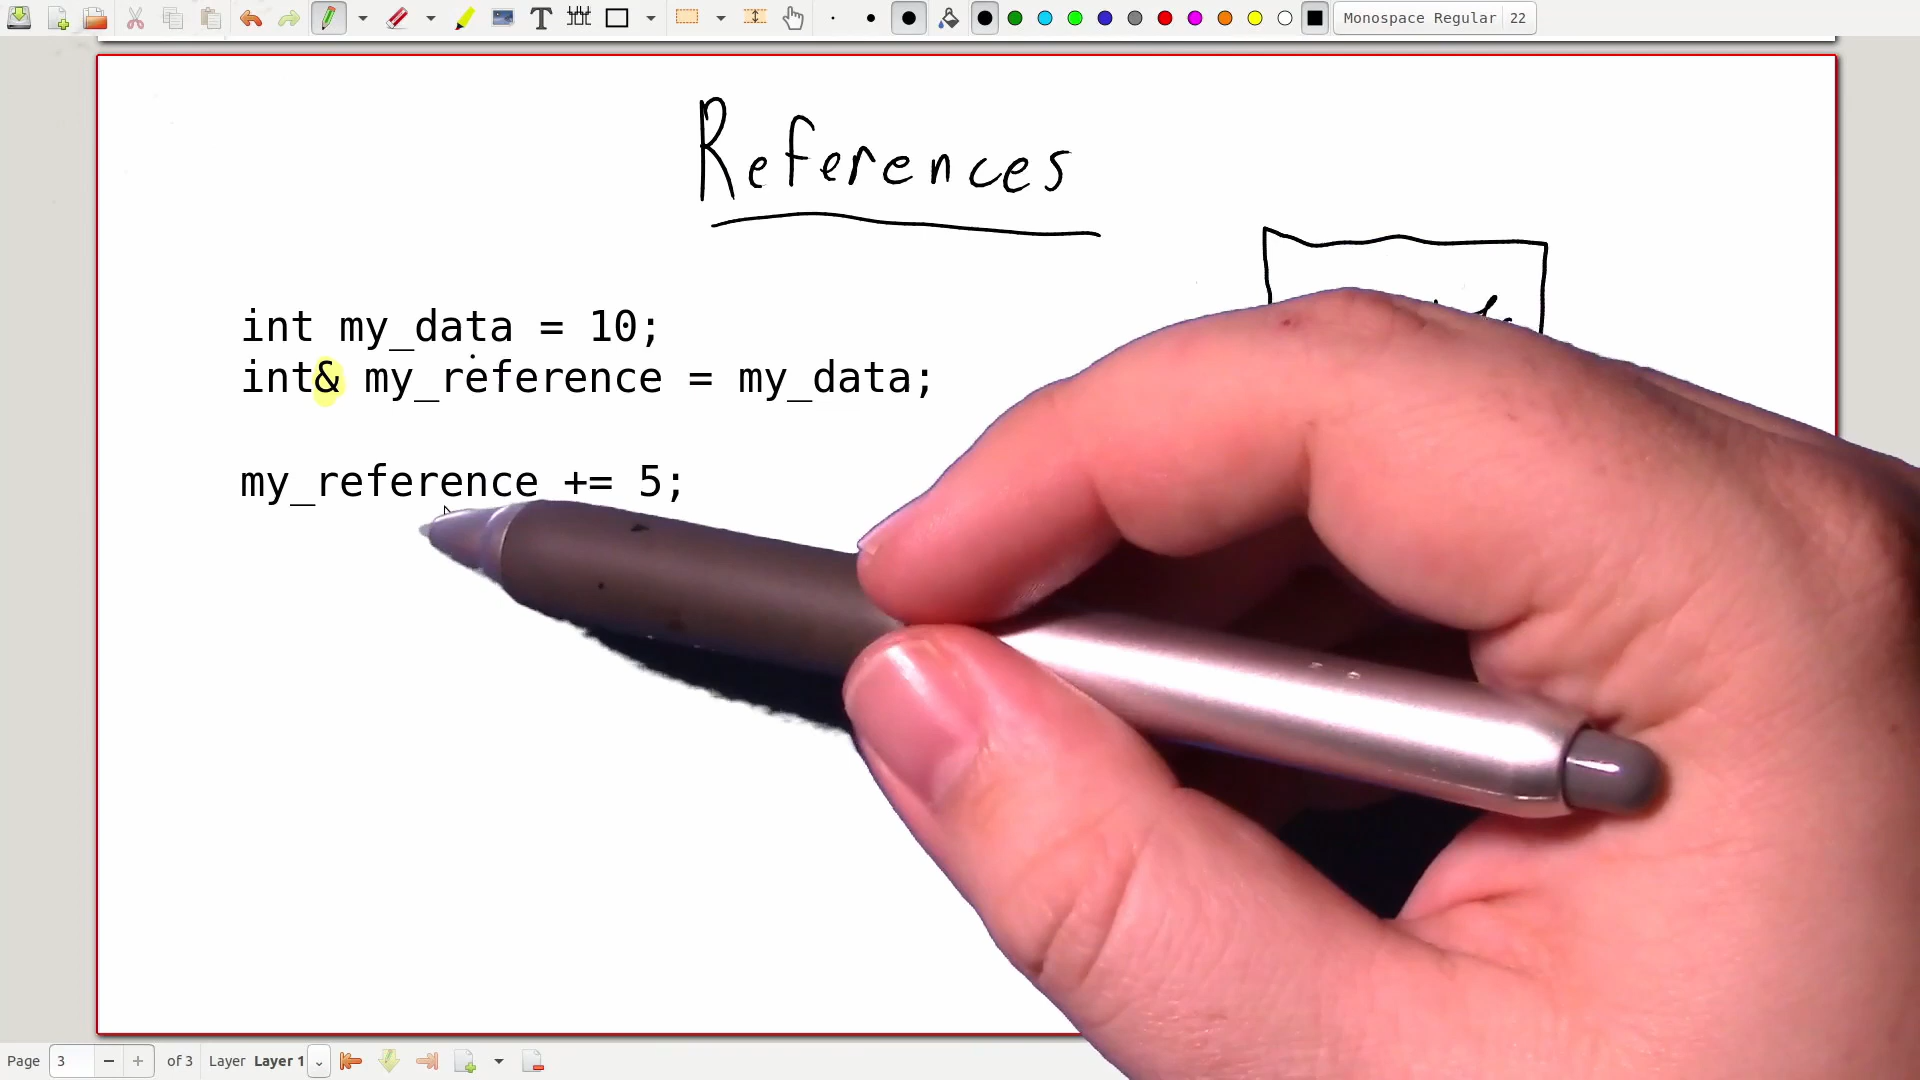 Monospace Regular 22
References
int my_data = 10;
int& my_reference = my_data;
my_reference += 5;
Page 3 of 3 Layer Layer 1